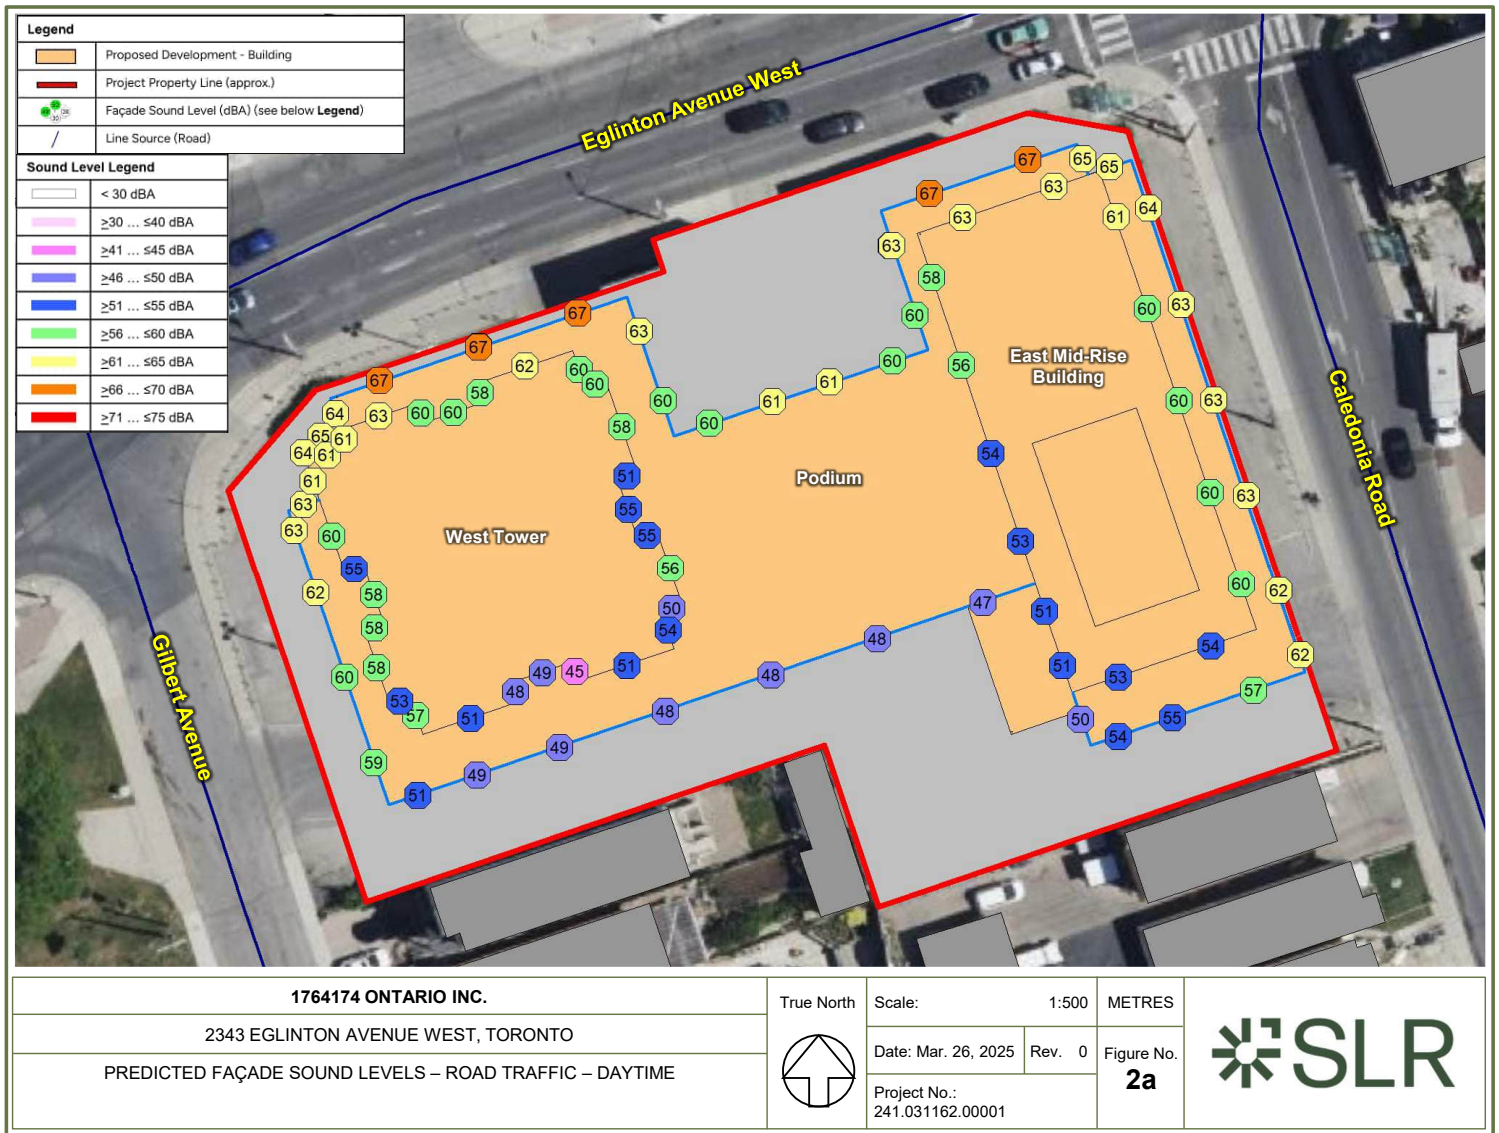 Legend
Proposed Development - Building
Project Property Line (approx.)
Façade Sound Level (dBA) (see below Legend)
Line Source (Road)
Sound Level Legend
< 30 dBA
≥30 ... ≤40 dBA
≥41 ... ≤45 dBA
≥46 ... ≤50 dBA
≥51 ... ≤55 dBA
≥56 ... ≤60 dBA
≥61 ... ≤65 dBA
≥66 ... ≤70 dBA
≥71 ... ≤75 dBA
Eglinton Avenue West
67 65 65
67 63
63 61 64
63
58
60 60 63
67
67 63
60 61 61 60 60
67 62 60 60
58
64 63 60 60
65 61 58
64 61
61
63
63
60
62
55
58
58
58
60
53 57
59
51
51
55
55
56
50
54
51
45
49
48
51
51
49
49
48
48
48
47
56
54
53
51
51
50
54
55
57
53
54
60
60
60
63
63
62
62
East Mid-Rise
Building
Podium
West Tower
Caledonia Road
Gilbert Avenue
1764174 ONTARIO INC.
2343 EGLINTON AVENUE WEST, TORONTO
PREDICTED FAÇADE SOUND LEVELS – ROAD TRAFFIC – DAYTIME
True North
Scale: 1:500
METRES
Date: Mar. 26, 2025
Rev. 0
Figure No.
2a
Project No.:
241.031162.00001
SLR